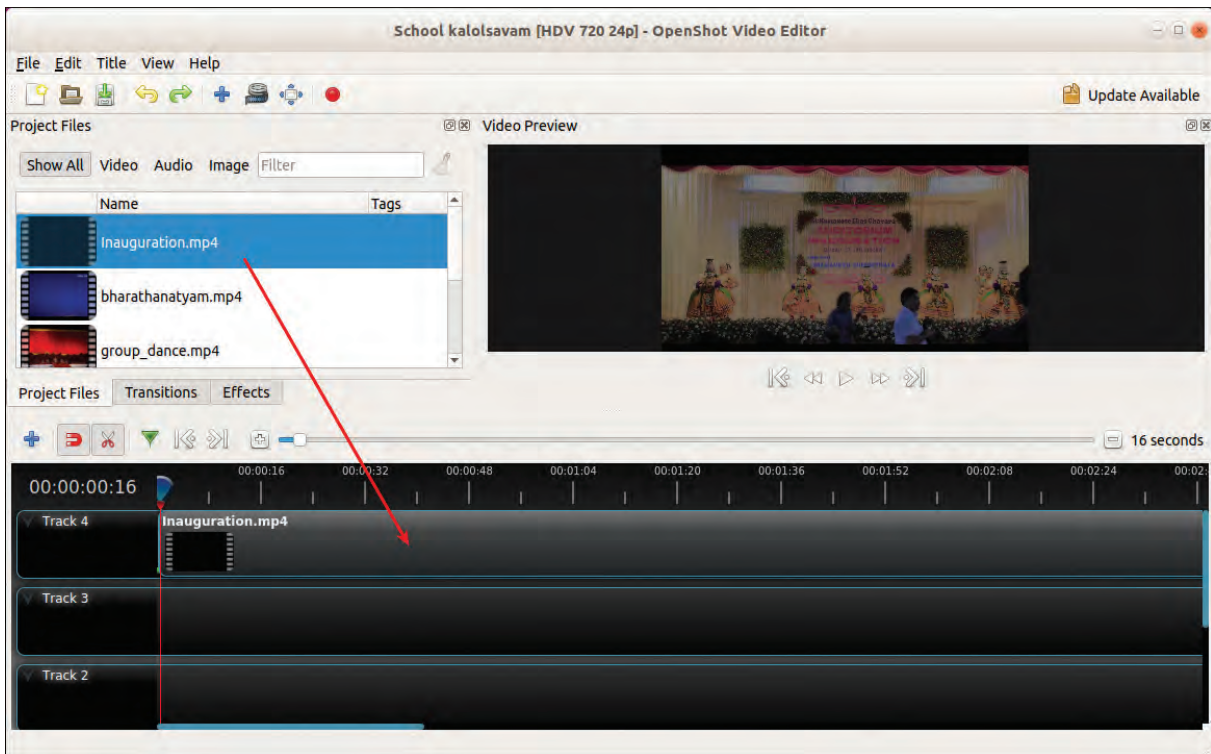 School kalolsavam [HDV 720 24p] - OpenShot Video Editor
File Edit Title View Help
Update Available
Project Files
Video Preview
Show All Video Audio Image Filter
Name Tags
Inauguration.mp4
bharathanatyam.mp4
group_dance.mp4
Project Files Transitions Effects
16 seconds
00:00:00:16
00:00:16 00:00:32 00:00:48 00:01:04 00:01:20 00:01:36 00:01:52 00:02:08 00:02:24 00:02:
Track 4
Inauguration.mp4
Track 3
Track 2